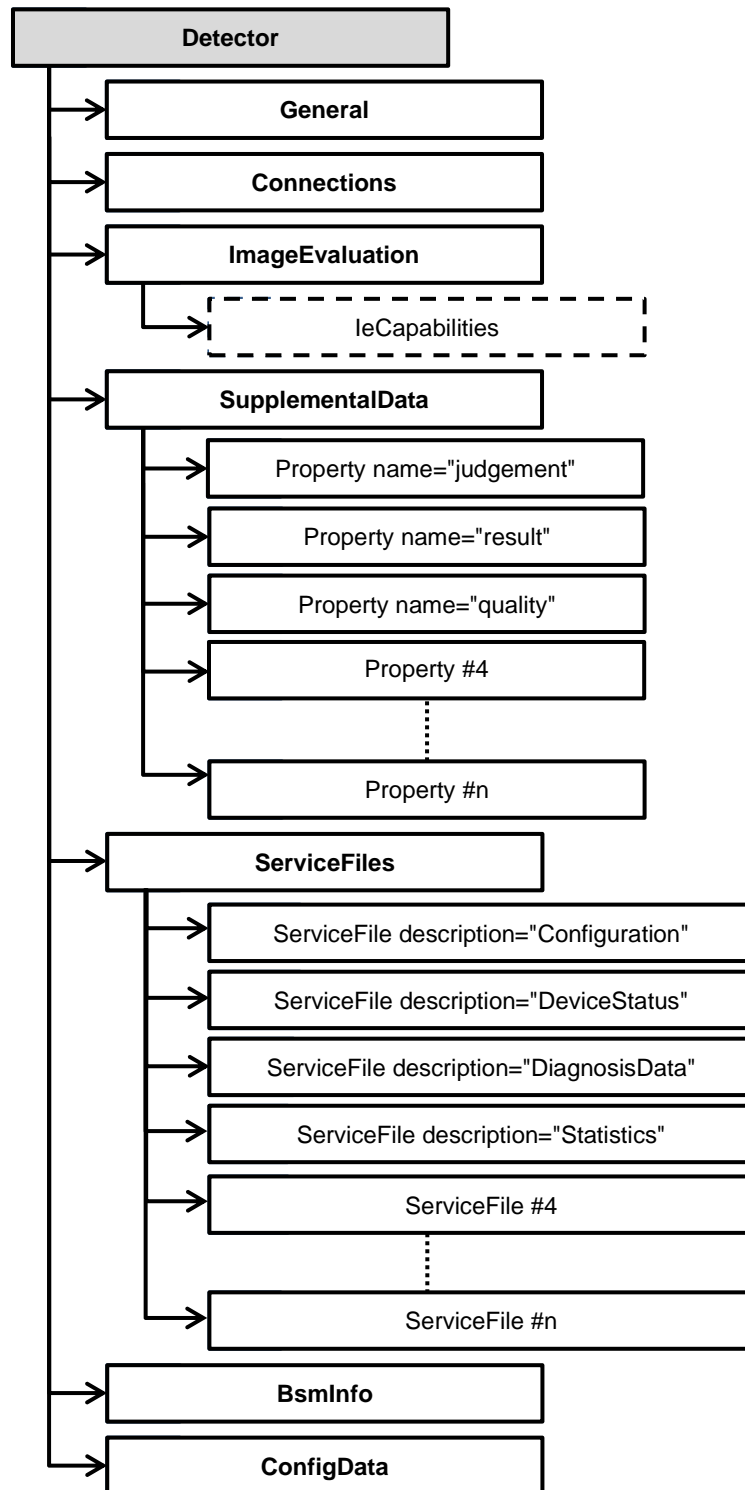 Detector
General
Connections
ImageEvaluation
IeCapabilities
SupplementalData
Property name="judgement"
Property name="result"
Property name="quality"
Property #4
Property #n
ServiceFiles
ServiceFile description="Configuration"
ServiceFile description="DeviceStatus"
ServiceFile description="DiagnosisData"
ServiceFile description="Statistics"
ServiceFile #4
ServiceFile #n
BsmInfo
ConfigData